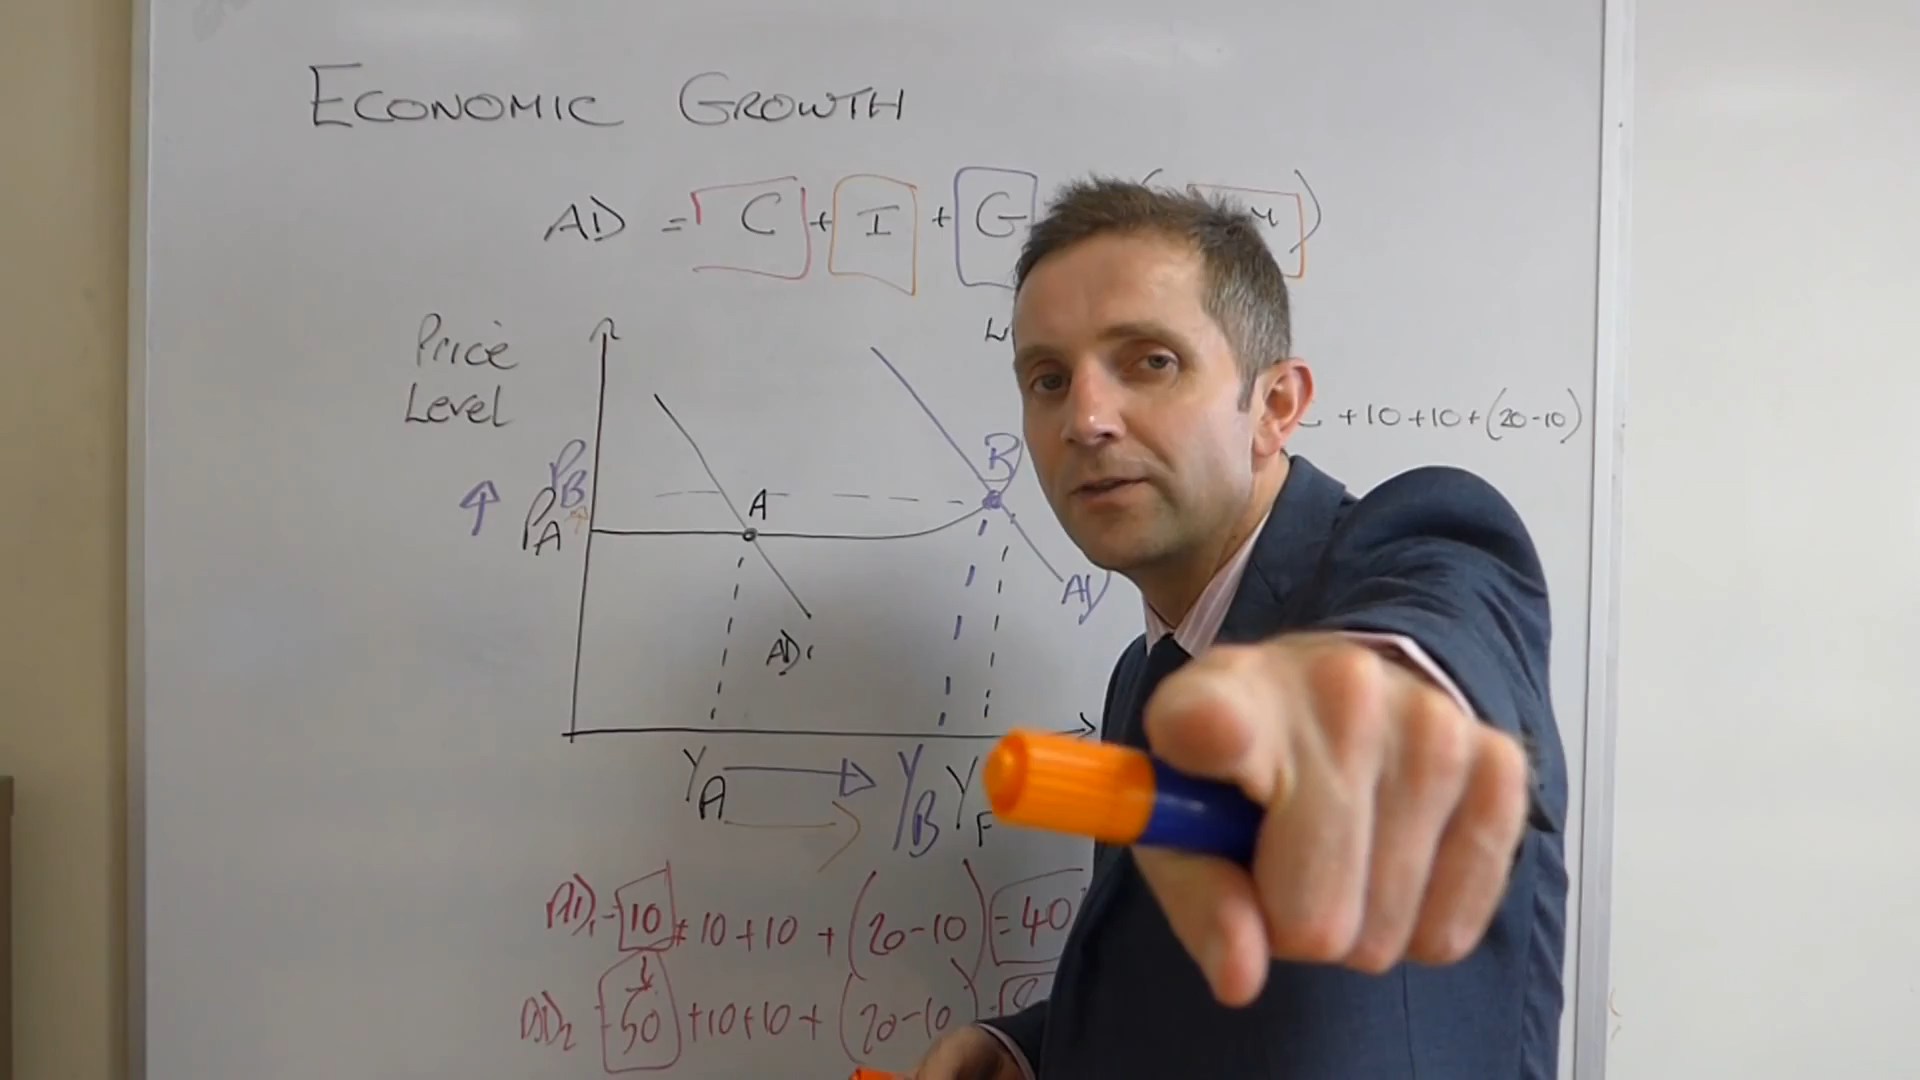 ECONOMIC GROWTH
AD = C + I + G ( )
Price
Level
+10+10+(20-10)
B
PB
A
PA
AD
AD1
YA YB YF
AD1 = 10 + 10 + 10 + (20-10) = 40
AD2 = 50 + 10 + 10 + (20-10) =